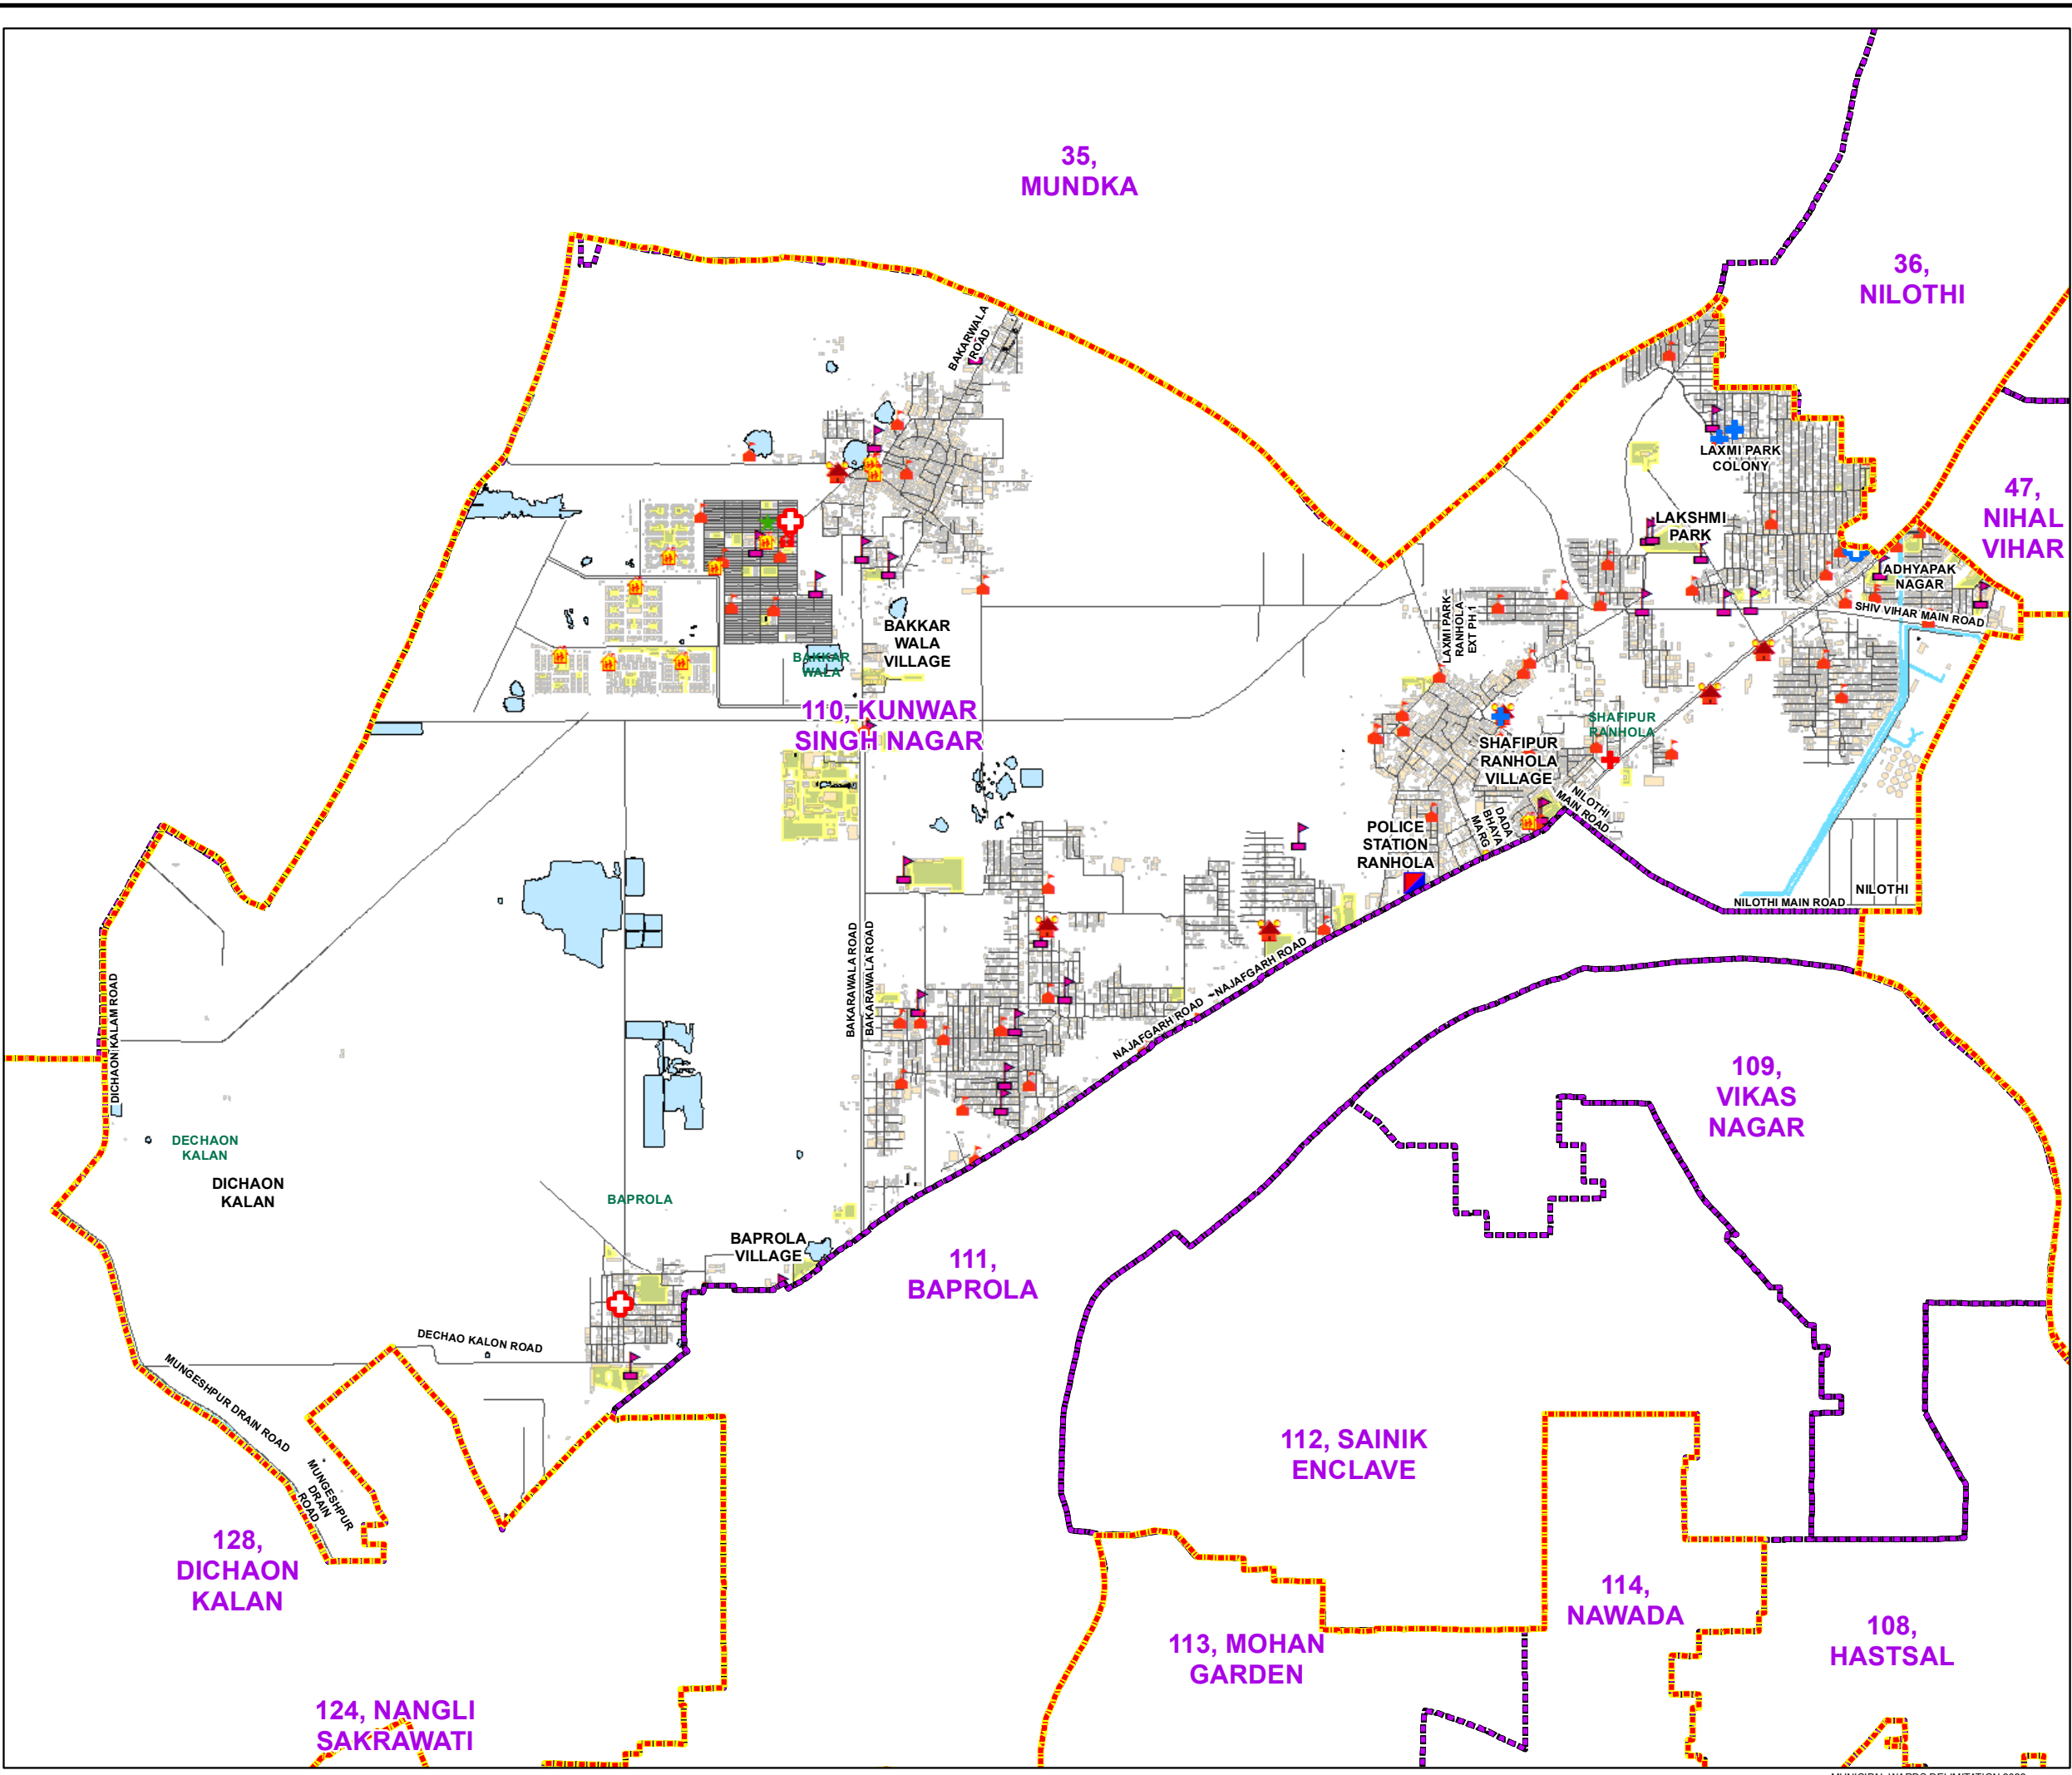 35,
MUNDKA
36,
NILOTHI
BAKARWALA
ROAD
LAXMI PARK
COLONY
47,
NIHAL
VIHAR
LAKSHMI
PARK
ADHYAPAK
NAGAR
SHIV VIHAR MAIN ROAD
LAXMI PARK
RANHOLA
EXT PH.1
BAKKAR
WALA
VILLAGE
BAKKAR
WALA
110, KUNWAR
SINGH NAGAR
SHAFIPUR
RANHOLA
SHAFIPUR
RANHOLA
VILLAGE
NILOTHI
MAIN ROAD
DADA
BHAYA
MARG
POLICE
STATION
RANHOLA
NILOTHI
NILOTHI MAIN ROAD
BAKARAWALA ROAD
BAKARAWALA ROAD
NAJAFGARH ROAD
NAJAFGARH ROAD
DICHAON KALAM ROAD
109,
VIKAS
NAGAR
DECHAON
KALAN
DICHAON
KALAN
BAPROLA
BAPROLA
VILLAGE
111,
BAPROLA
DECHAO KALON ROAD
MUNGESHPUR DRAIN ROAD
MUNGESHPUR
DRAIN
ROAD
112, SAINIK
ENCLAVE
128,
DICHAON
KALAN
114,
NAWADA
113, MOHAN
GARDEN
108,
HASTSAL
124, NANGLI
SAKRAWATI